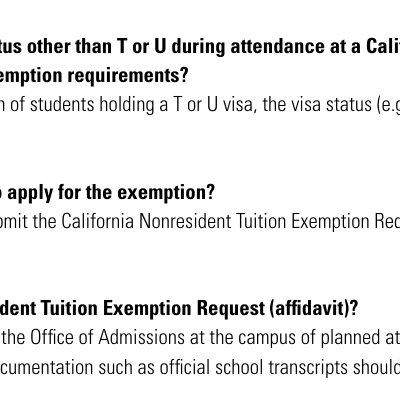 tus other than T or U during attendance at a Cali
emption requirements?
n of students holding a T or U visa, the visa status (e.g
o apply for the exemption?
bmit the California Nonresident Tuition Exemption Req
dent Tuition Exemption Request (affidavit)?
the Office of Admissions at the campus of planned at
cumentation such as official school transcripts should